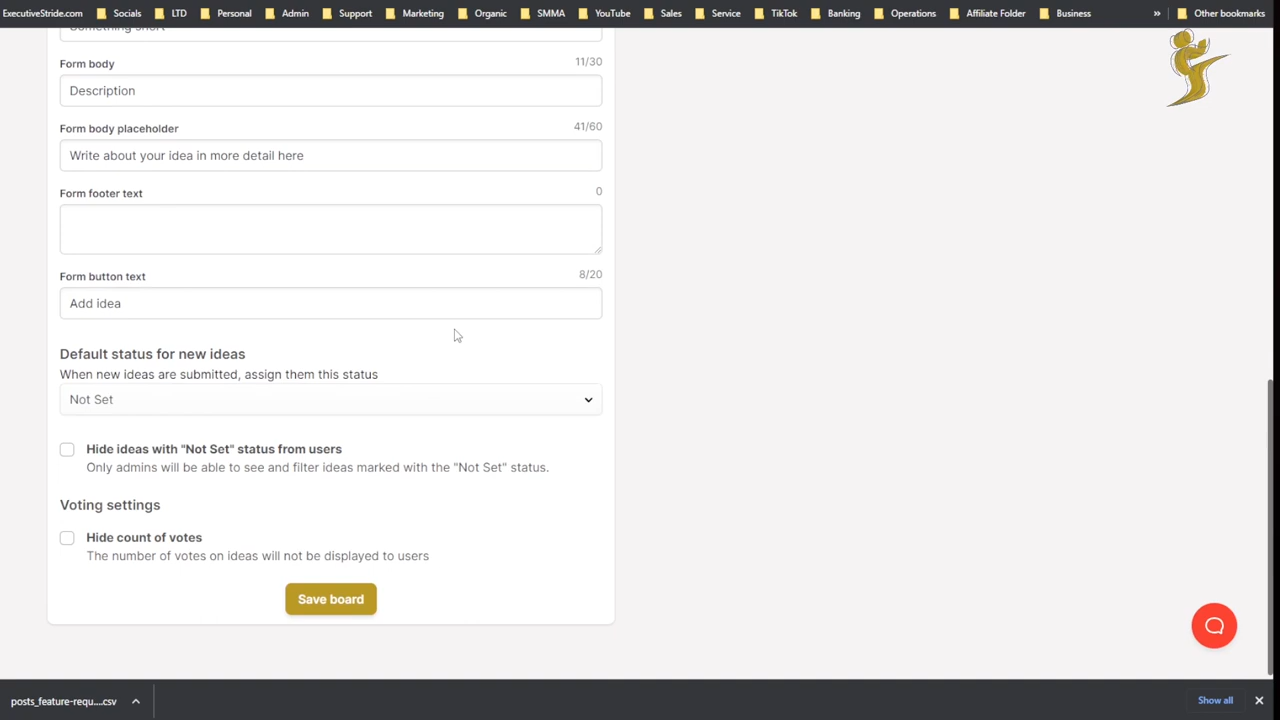 ExecutiveStride.com Socials LTD Personal Admin Support Marketing Organic SMMA YouTube Sales Service TikTok Banking Operations Affiliate Folder Business » Other bookmarks
Something short
Form body 11/30
Description
Form body placeholder 41/60
Write about your idea in more detail here
Form footer text 0
Form button text 8/20
Add idea
Default status for new ideas
When new ideas are submitted, assign them this status
Not Set
Hide ideas with "Not Set" status from users
Only admins will be able to see and filter ideas marked with the "Not Set" status.
Voting settings
Hide count of votes
The number of votes on ideas will not be displayed to users
Save board
posts_feature-requ....csv Show all